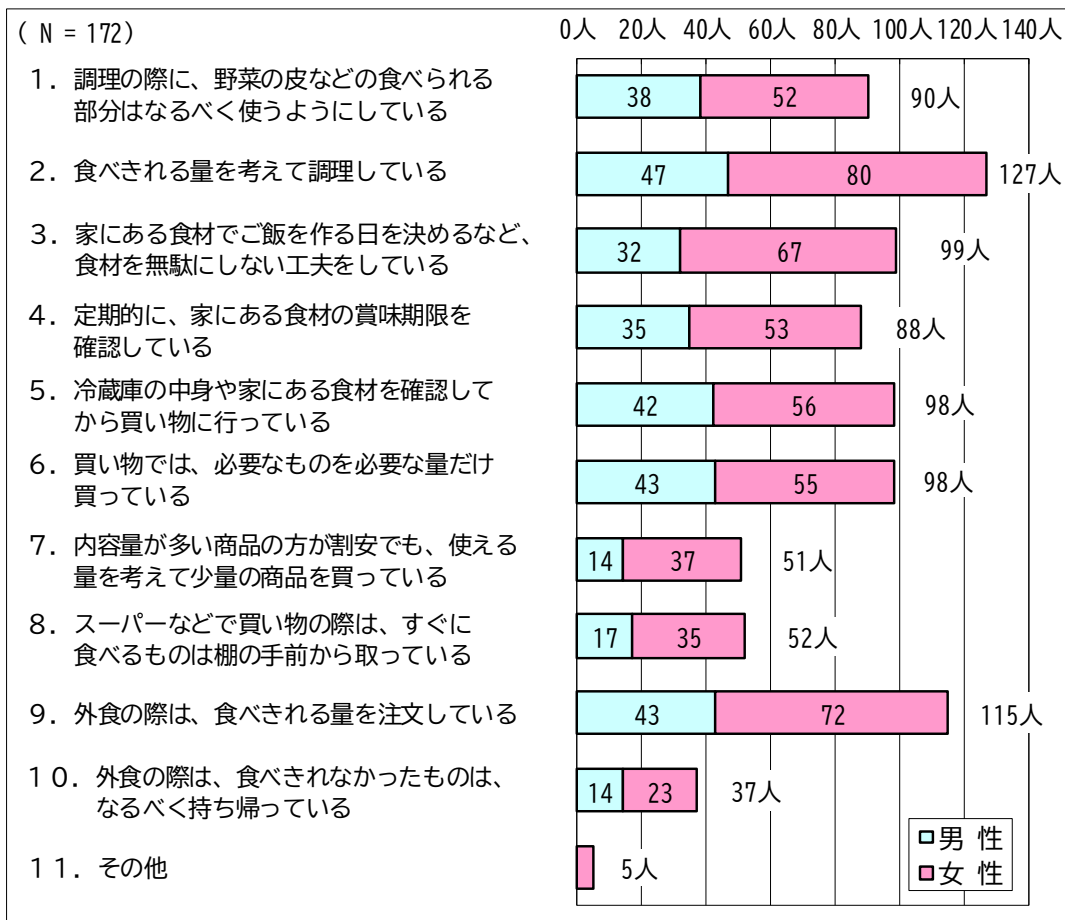 ( N = 172)
0人 20人 40人 60人 80人 100人 120人 140人
１．調理の際に、野菜の皮などの食べられる
部分はなるべく使うようにしている
38 52 90人
２．食べきれる量を考えて調理している
47 80 127人
３．家にある食材でご飯を作る日を決めるなど、
食材を無駄にしない工夫をしている
32 67 99人
４．定期的に、家にある食材の賞味期限を
確認している
35 53 88人
５．冷蔵庫の中身や家にある食材を確認して
から買い物に行っている
42 56 98人
６．買い物では、必要なものを必要な量だけ
買っている
43 55 98人
７．内容量が多い商品の方が割安でも、使える
量を考えて少量の商品を買っている
14 37 51人
８．スーパーなどで買い物の際は、すぐに
食べるものは棚の手前から取っている
17 35 52人
９．外食の際は、食べきれる量を注文している
43 72 115人
１０．外食の際は、食べきれなかったものは、
なるべく持ち帰っている
14 23 37人
１１．その他
5人
男 性
女 性